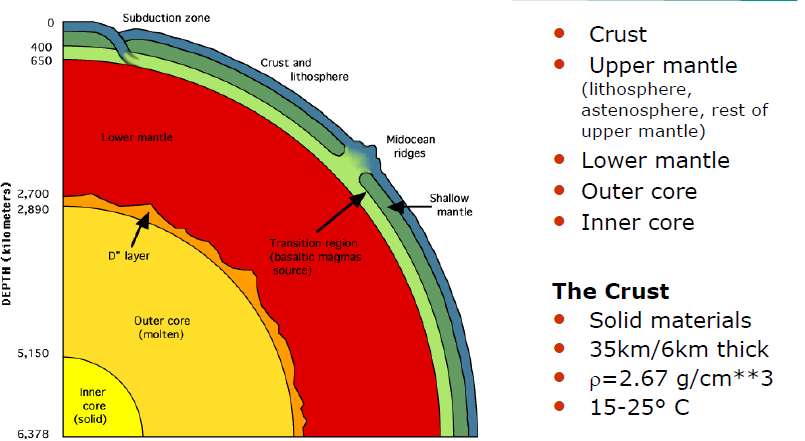 0
400
650
2,700
2,890
5,150
6,378
DEPTH (kilometers)
Subduction zone
Crust and
lithosphere
Midocean
ridges
Lower mantle
Shallow
mantle
Transition region
(basaltic magmas
source)
D" layer
Outer core
(molten)
Inner
core
(solid)
• Crust
• Upper mantle
(lithosphere,
astenosphere, rest of
upper mantle)
• Lower mantle
• Outer core
• Inner core
The Crust
• Solid materials
• 35km/6km thick
• ρ=2.67 g/cm**3
• 15-25° C